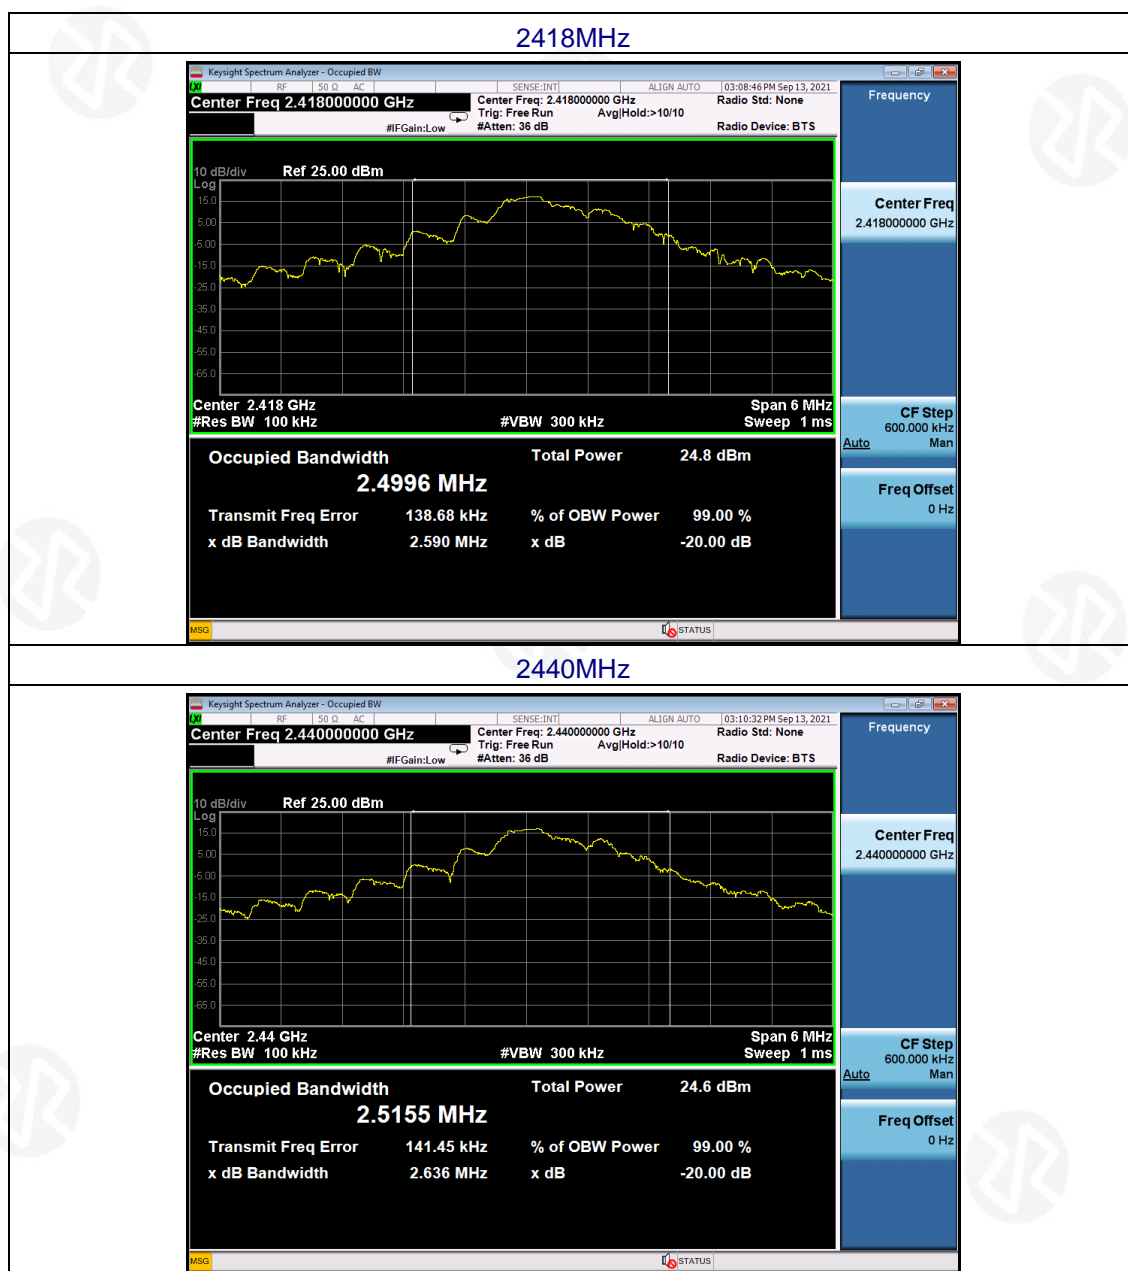 2418MHz
Keysight Spectrum Analyzer - Occupied BW
LXI RF 50 Ω AC SENSE:INT ALIGN AUTO 03:08:46 PM Sep 13, 2021
Center Freq 2.418000000 GHz Center Freq: 2.418000000 GHz Radio Std: None
Trig: Free Run Avg|Hold:>10/10
#IFGain:Low #Atten: 36 dB Radio Device: BTS
Frequency
10 dB/div Ref 25.00 dBm
Log
15.0
5.00
-5.00
-15.0
-25.0
-35.0
-45.0
-55.0
-65.0
Center 2.418 GHz Span 6 MHz
#Res BW 100 kHz #VBW 300 kHz Sweep 1 ms
Center Freq
2.418000000 GHz
CF Step
600.000 kHz
Auto Man
Freq Offset
0 Hz
Occupied Bandwidth Total Power 24.8 dBm
2.4996 MHz
Transmit Freq Error 138.68 kHz % of OBW Power 99.00 %
x dB Bandwidth 2.590 MHz x dB -20.00 dB
MSG STATUS
2440MHz
Keysight Spectrum Analyzer - Occupied BW
LXI RF 50 Ω AC SENSE:INT ALIGN AUTO 03:10:32 PM Sep 13, 2021
Center Freq 2.440000000 GHz Center Freq: 2.440000000 GHz Radio Std: None
Trig: Free Run Avg|Hold:>10/10
#IFGain:Low #Atten: 36 dB Radio Device: BTS
Frequency
10 dB/div Ref 25.00 dBm
Log
15.0
5.00
-5.00
-15.0
-25.0
-35.0
-45.0
-55.0
-65.0
Center 2.44 GHz Span 6 MHz
#Res BW 100 kHz #VBW 300 kHz Sweep 1 ms
Center Freq
2.440000000 GHz
CF Step
600.000 kHz
Auto Man
Freq Offset
0 Hz
Occupied Bandwidth Total Power 24.6 dBm
2.5155 MHz
Transmit Freq Error 141.45 kHz % of OBW Power 99.00 %
x dB Bandwidth 2.636 MHz x dB -20.00 dB
MSG STATUS